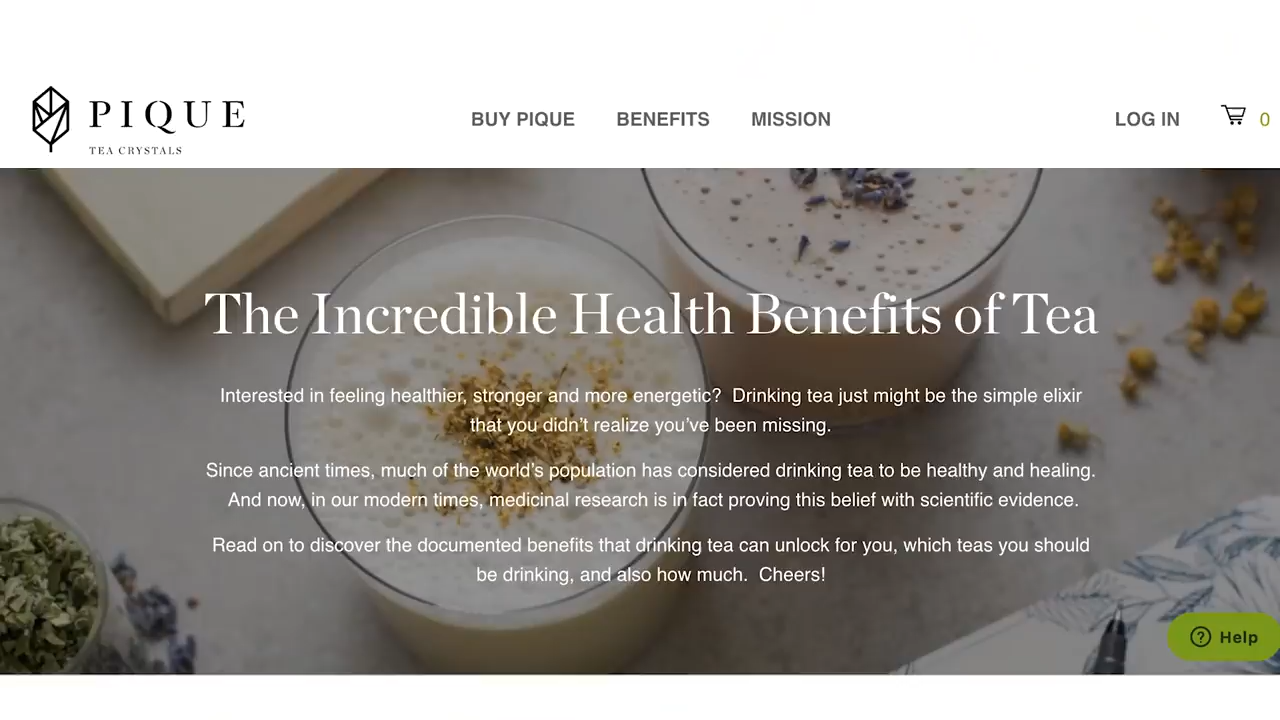 PIQUE
TEA CRYSTALS
BUY PIQUE
BENEFITS
MISSION
LOG IN
0
The Incredible Health Benefits of Tea
Interested in feeling healthier, stronger and more energetic?  Drinking tea just might be the simple elixir
that you didn’t realize you’ve been missing.
Since ancient times, much of the world’s population has considered drinking tea to be healthy and healing.
And now, in our modern times, medicinal research is in fact proving this belief with scientific evidence.
Read on to discover the documented benefits that drinking tea can unlock for you, which teas you should
be drinking, and also how much.  Cheers!
? Help